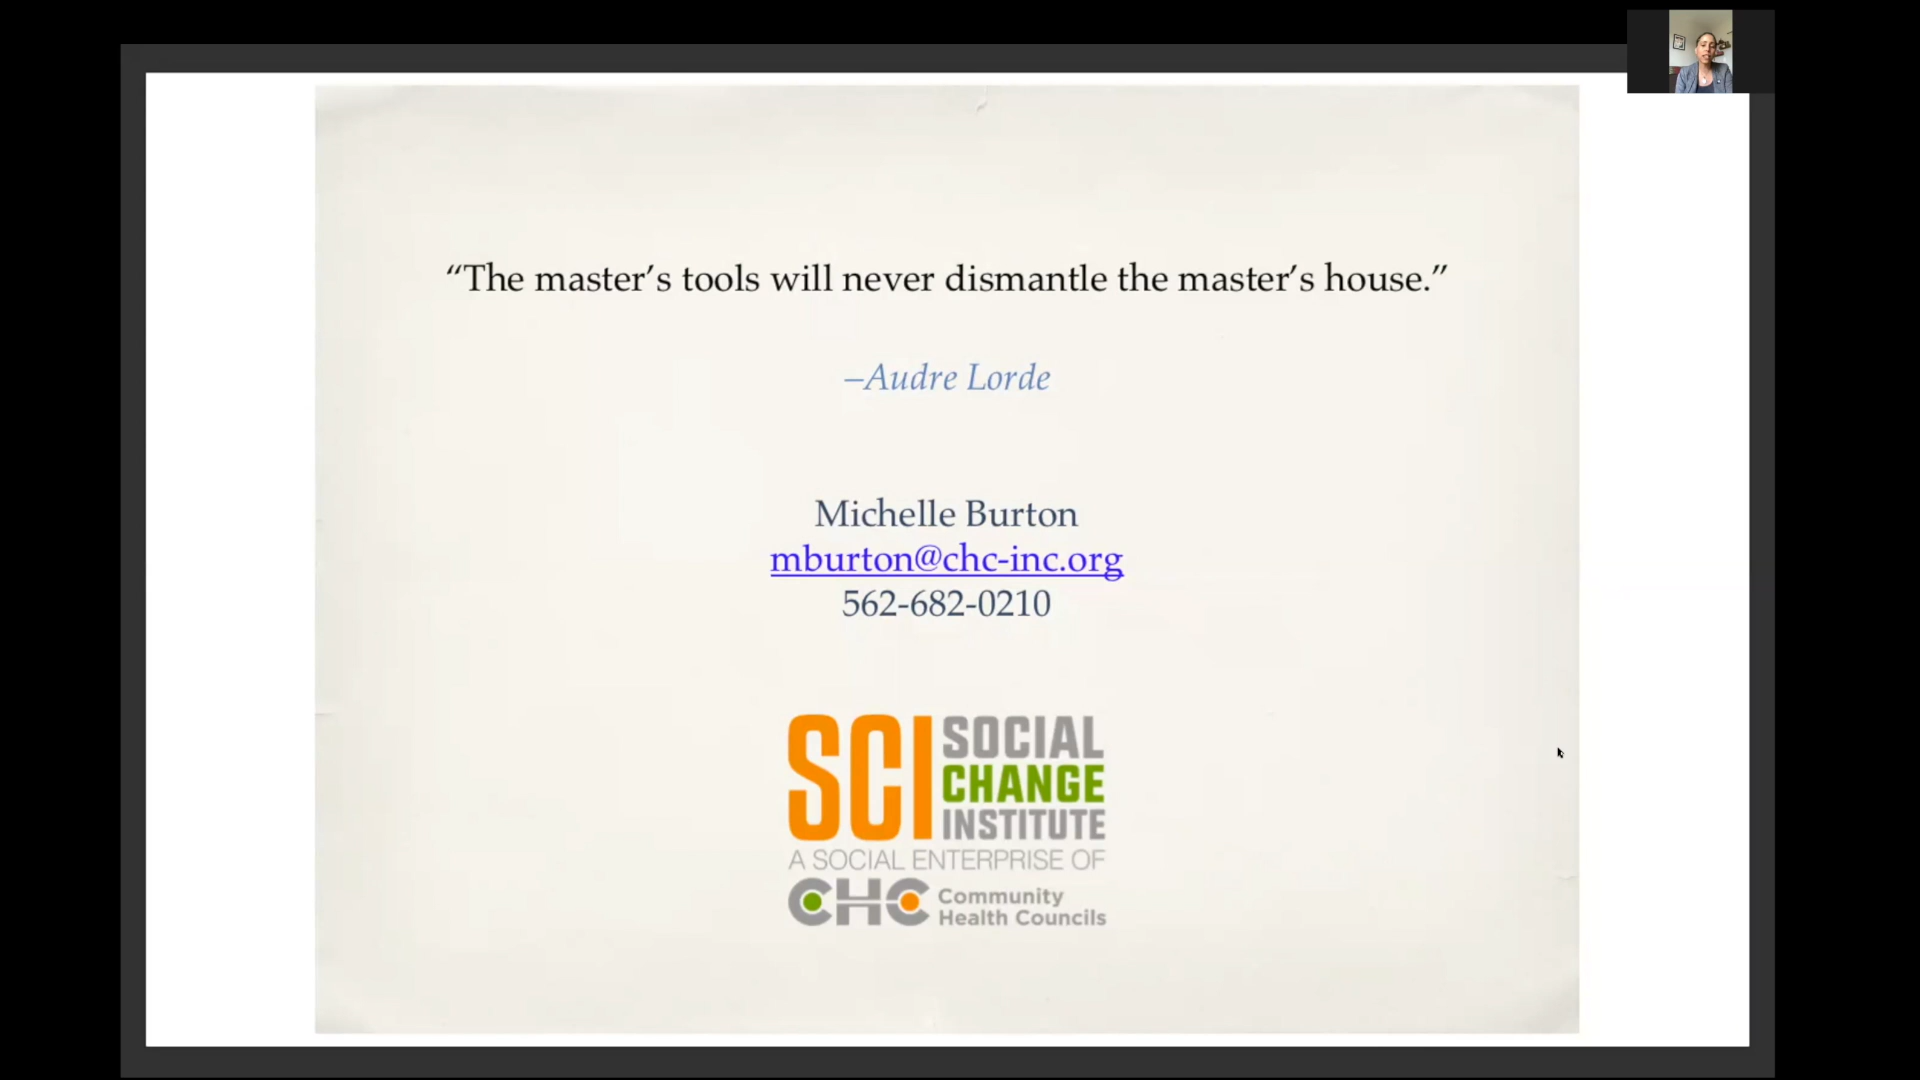 “The master’s tools will never dismantle the master’s house.”
–Audre Lorde
Michelle Burton
mburton@chc-inc.org
562-682-0210
SCI SOCIAL
CHANGE
INSTITUTE
A SOCIAL ENTERPRISE OF
CHC Community
Health Councils